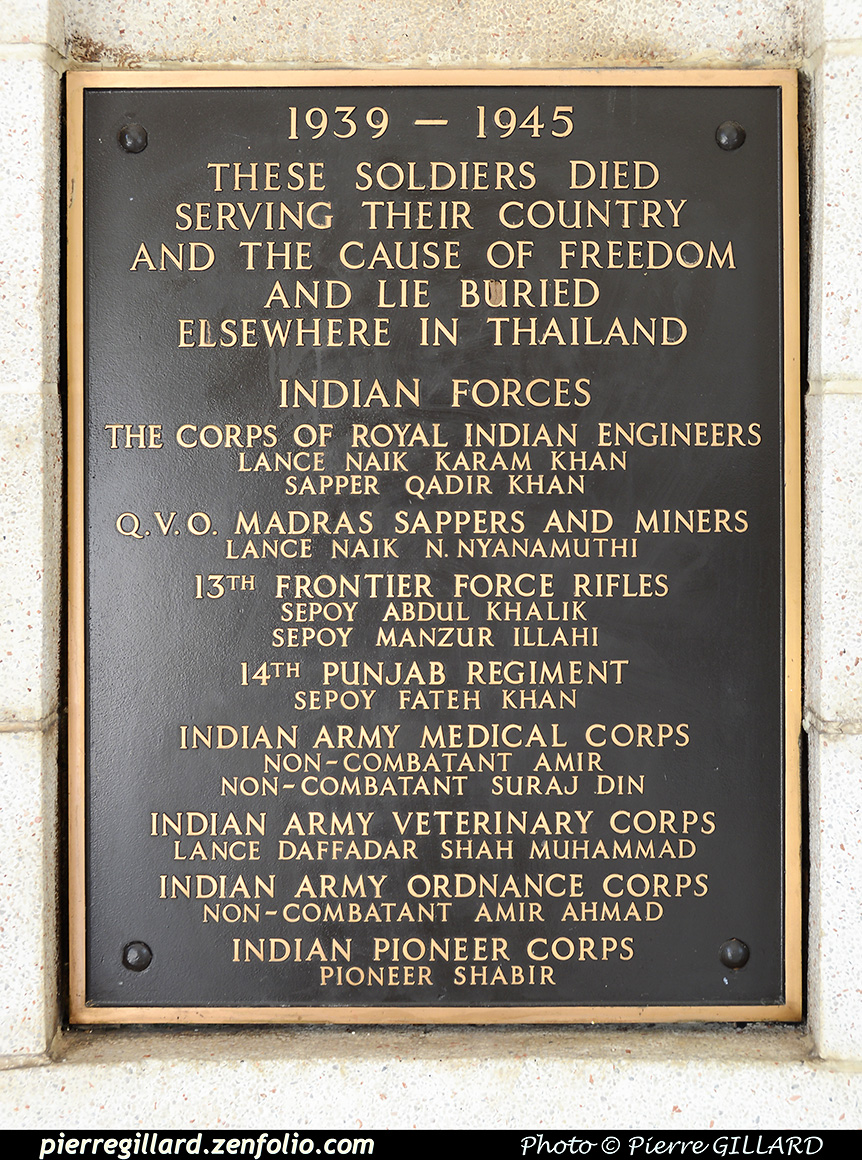 1939 – 1945
THESE SOLDIERS DIED
SERVING THEIR COUNTRY
AND THE CAUSE OF FREEDOM
AND LIE BURIED
ELSEWHERE IN THAILAND
INDIAN FORCES
THE CORPS OF ROYAL INDIAN ENGINEERS
LANCE NAIK KARAM KHAN
SAPPER QADIR KHAN
Q.V.O. MADRAS SAPPERS AND MINERS
LANCE NAIK N. NYANAMUTHI
13TH FRONTIER FORCE RIFLES
SEPOY ABDUL KHALIK
SEPOY MANZUR ILLAHI
14TH PUNJAB REGIMENT
SEPOY FATEH KHAN
INDIAN ARMY MEDICAL CORPS
NON-COMBATANT AMIR
NON-COMBATANT SURAJ DIN
INDIAN ARMY VETERINARY CORPS
LANCE DAFFADAR SHAH MUHAMMAD
INDIAN ARMY ORDNANCE CORPS
NON-COMBATANT AMIR AHMAD
INDIAN PIONEER CORPS
PIONEER SHABIR
pierregillard.zenfolio.com Photo © Pierre GILLARD